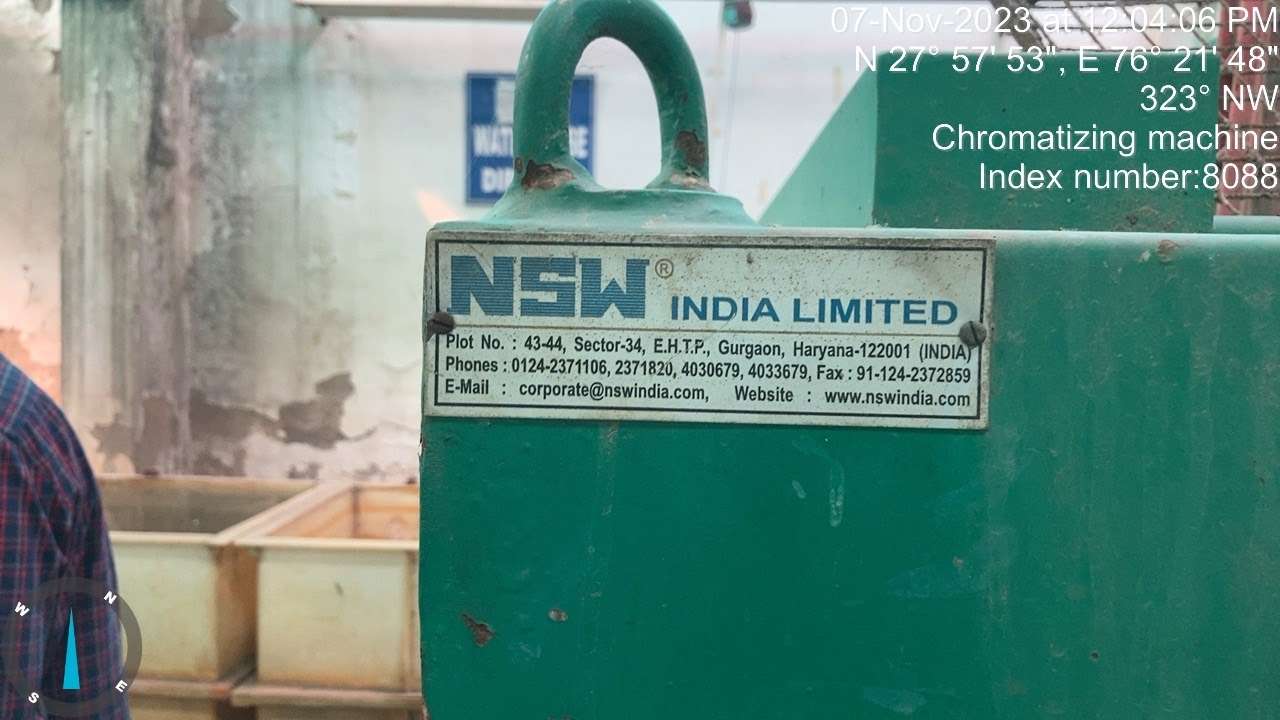 07-Nov-2023 at 12:04:06 PM
N 27° 57' 53", E 76° 21' 48"
323° NW
Chromatizing machine
Index number:8088
NSW® INDIA LIMITED
Plot No. : 43-44, Sector-34, E.H.T.P., Gurgaon, Haryana-122001 (INDIA)
Phones : 0124-2371106, 2371820, 4030679, 4033679, Fax : 91-124-2372859
E-Mail : corporate@nswindia.com, Website : www.nswindia.com
N
W
E
S